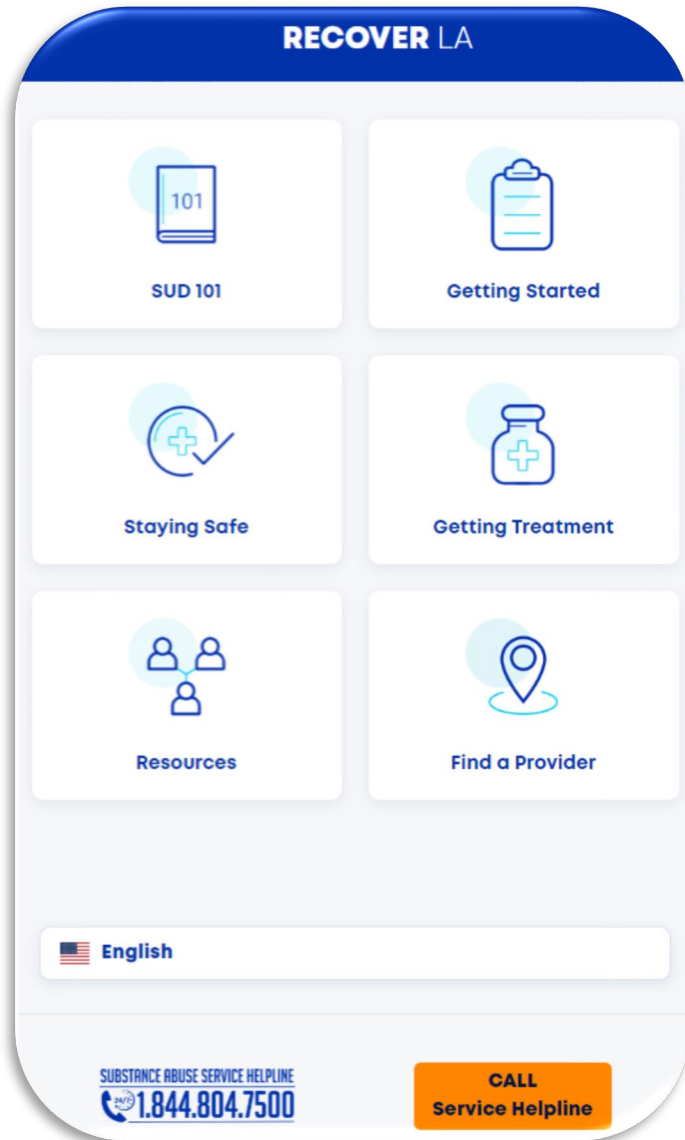 RECOVER LA
101
SUD 101
Getting Started
Staying Safe
Getting Treatment
Resources
Find a Provider
English
SUBSTANCE ABUSE SERVICE HELPLINE
24/7
1.844.804.7500
CALL
Service Helpline